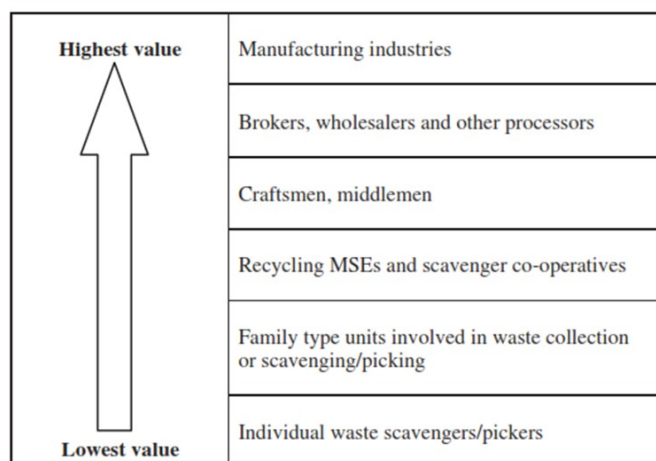 Highest value
Manufacturing industries
Brokers, wholesalers and other processors
Craftsmen, middlemen
Recycling MSEs and scavenger co-operatives
Family type units involved in waste collection
or scavenging/picking
Individual waste scavengers/pickers
Lowest value